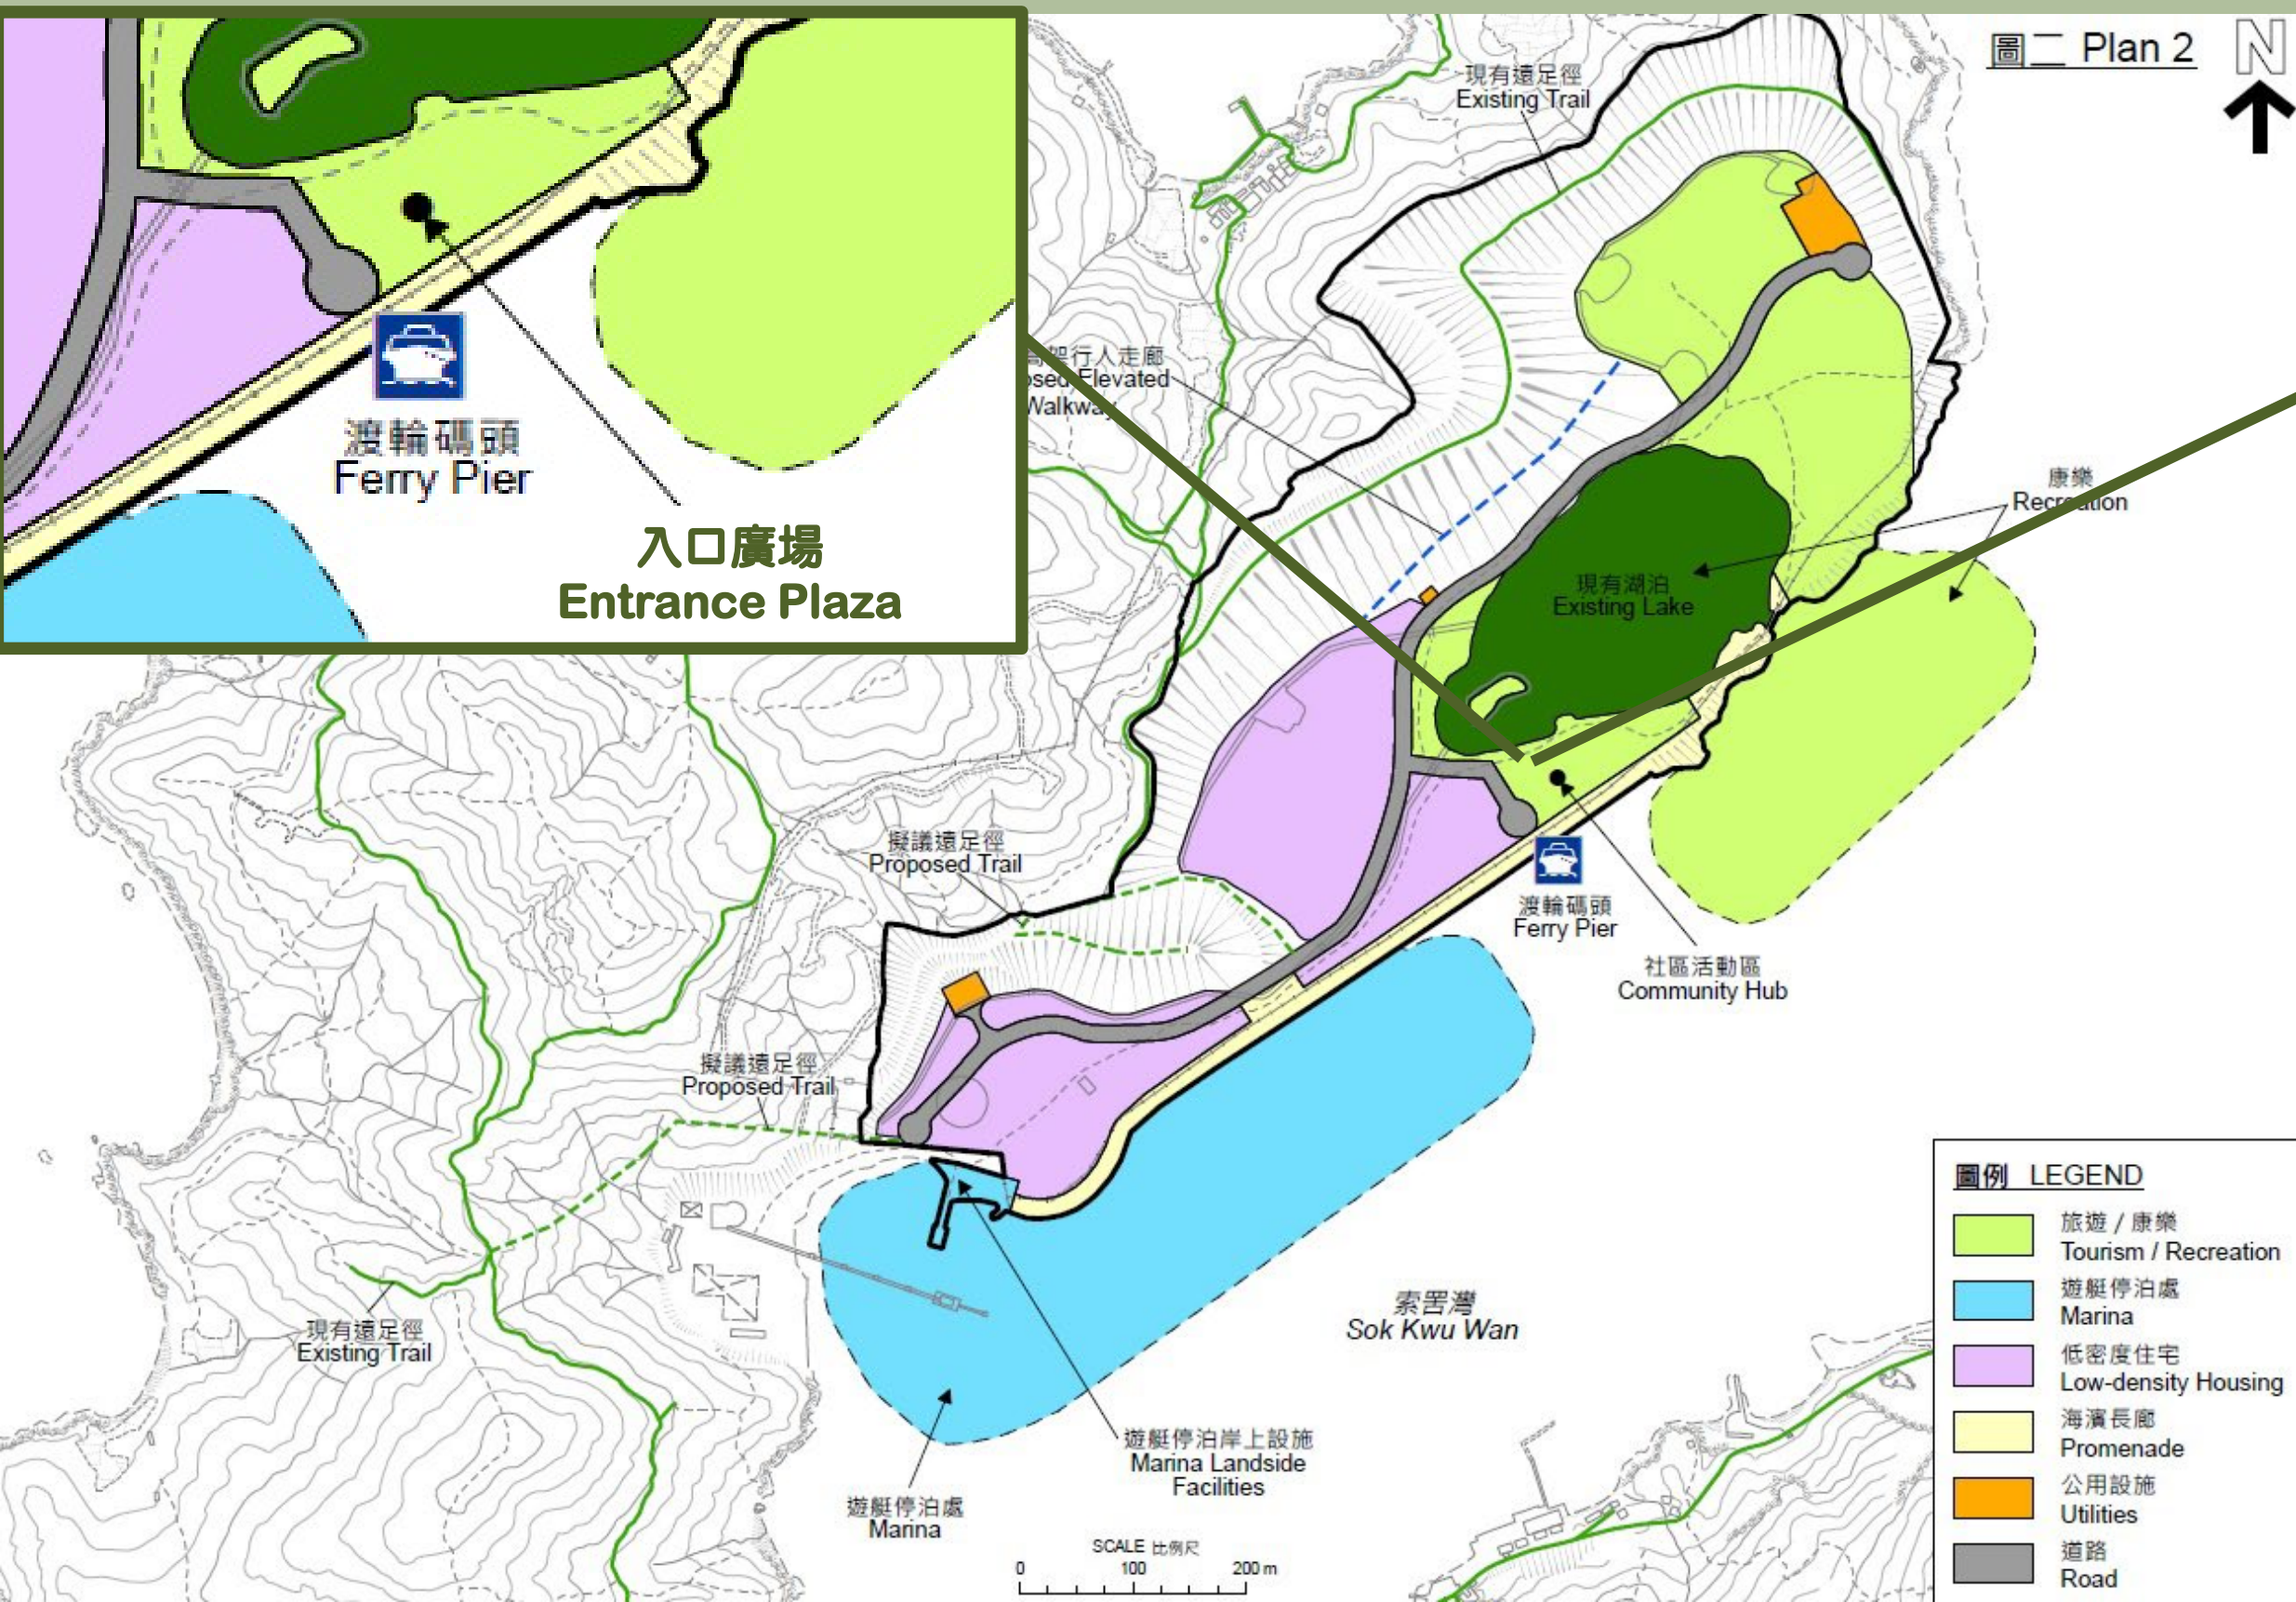 圖二 Plan 2
N
現有遠足徑
Existing Trail
架行人走廊
osed Elevated
Walkway
渡輪碼頭
Ferry Pier
入口廣場
Entrance Plaza
康樂
Recreation
現有湖泊
Existing Lake
擬議遠足徑
Proposed Trail
渡輪碼頭
Ferry Pier
社區活動區
Community Hub
擬議遠足徑
Proposed Trail
現有遠足徑
Existing Trail
索罟灣
Sok Kwu Wan
遊艇停泊岸上設施
Marina Landside
Facilities
遊艇停泊處
Marina
SCALE 比例尺
0 100 200 m
圖例 LEGEND
旅遊 / 康樂
Tourism / Recreation
遊艇停泊處
Marina
低密度住宅
Low-density Housing
海濱長廊
Promenade
公用設施
Utilities
道路
Road